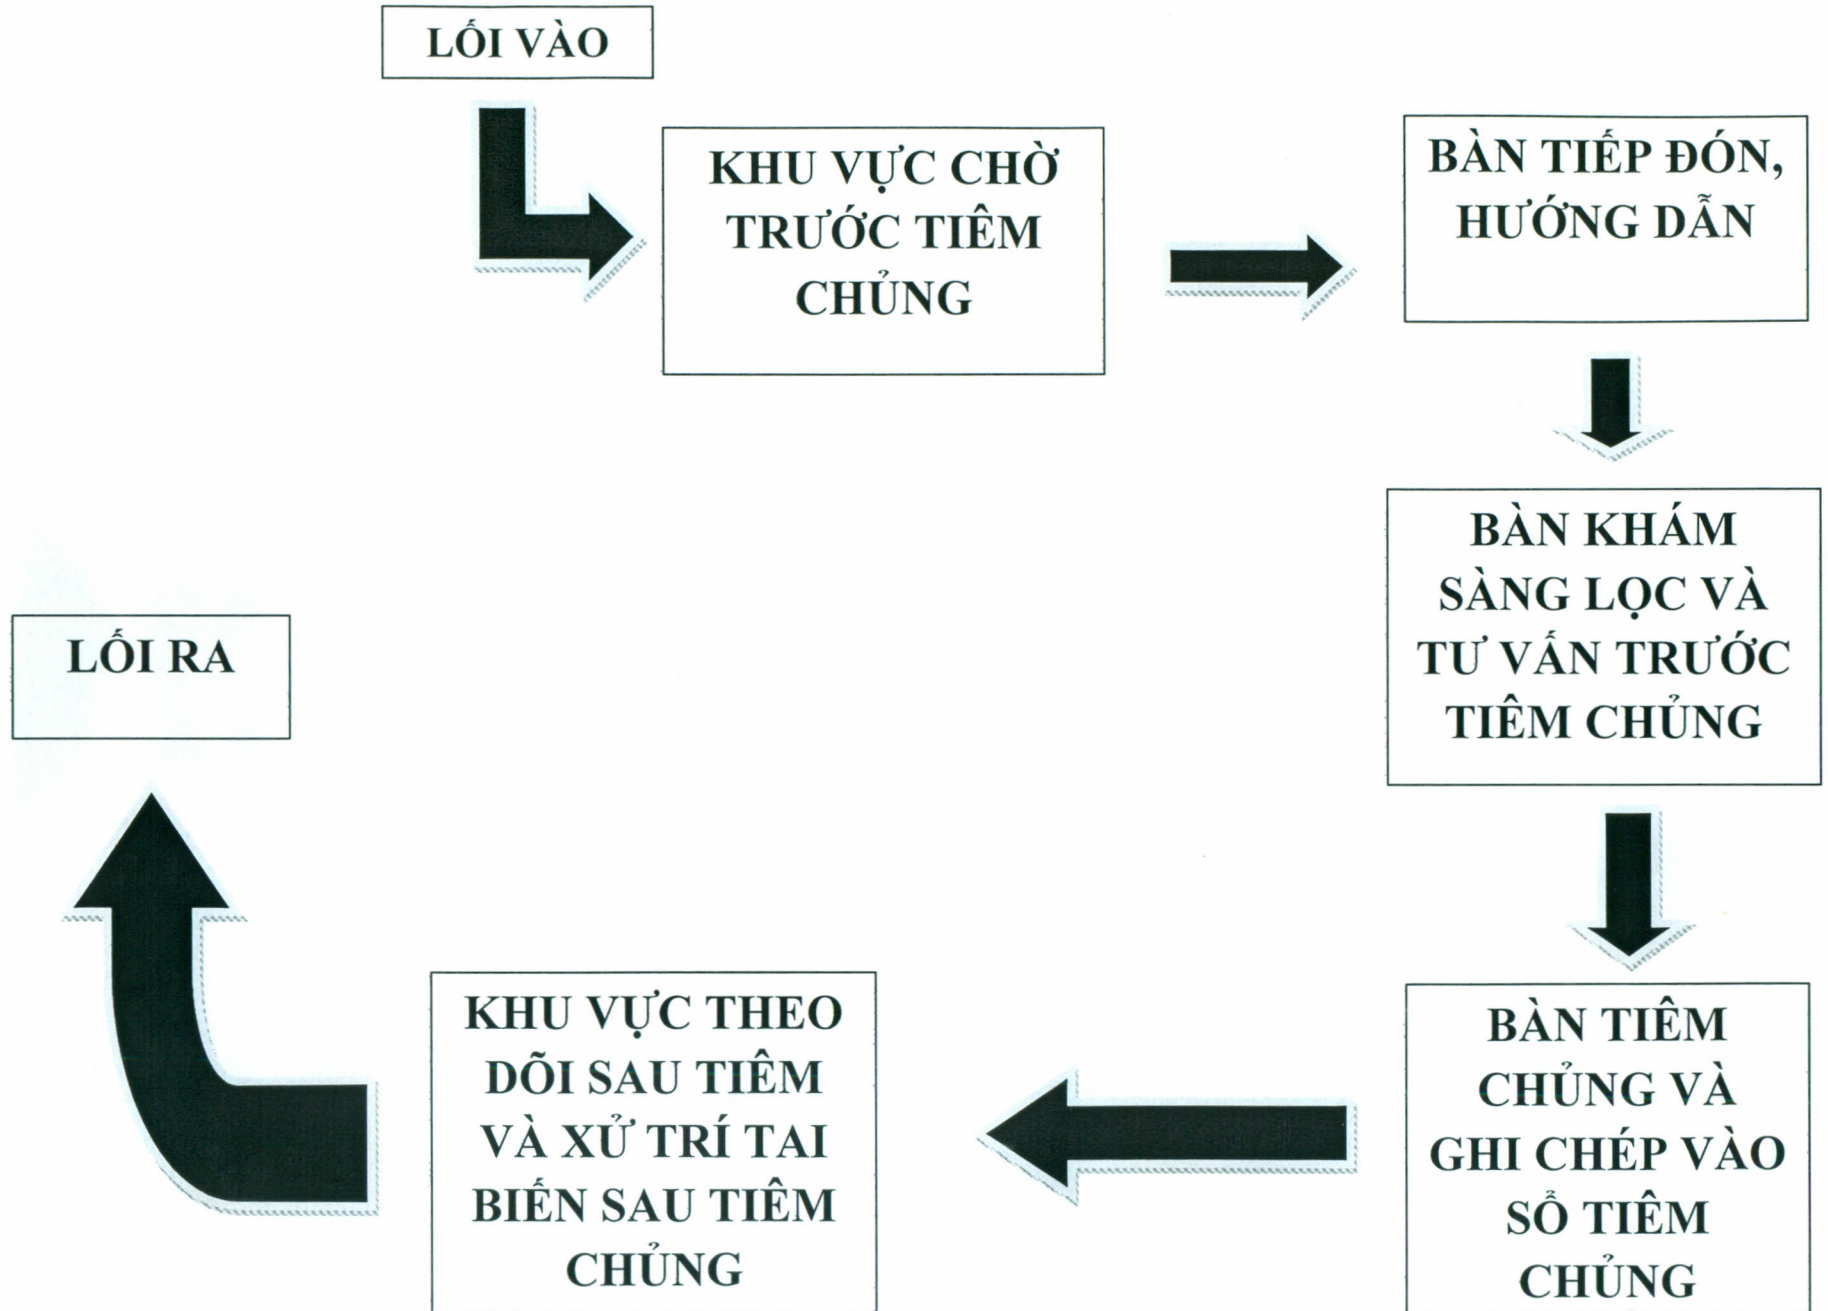 LỐI VÀO
KHU VỰC CHỜ
TRƯỚC TIÊM
CHỦNG
BÀN TIẾP ĐÓN,
HƯỚNG DẪN
BÀN KHÁM
SÀNG LỌC VÀ
TƯ VẤN TRƯỚC
TIÊM CHỦNG
BÀN TIÊM
CHỦNG VÀ
GHI CHÉP VÀO
SỔ TIÊM
CHỦNG
KHU VỰC THEO
DÕI SAU TIÊM
VÀ XỬ TRÍ TAI
BIẾN SAU TIÊM
CHỦNG
LỐI RA